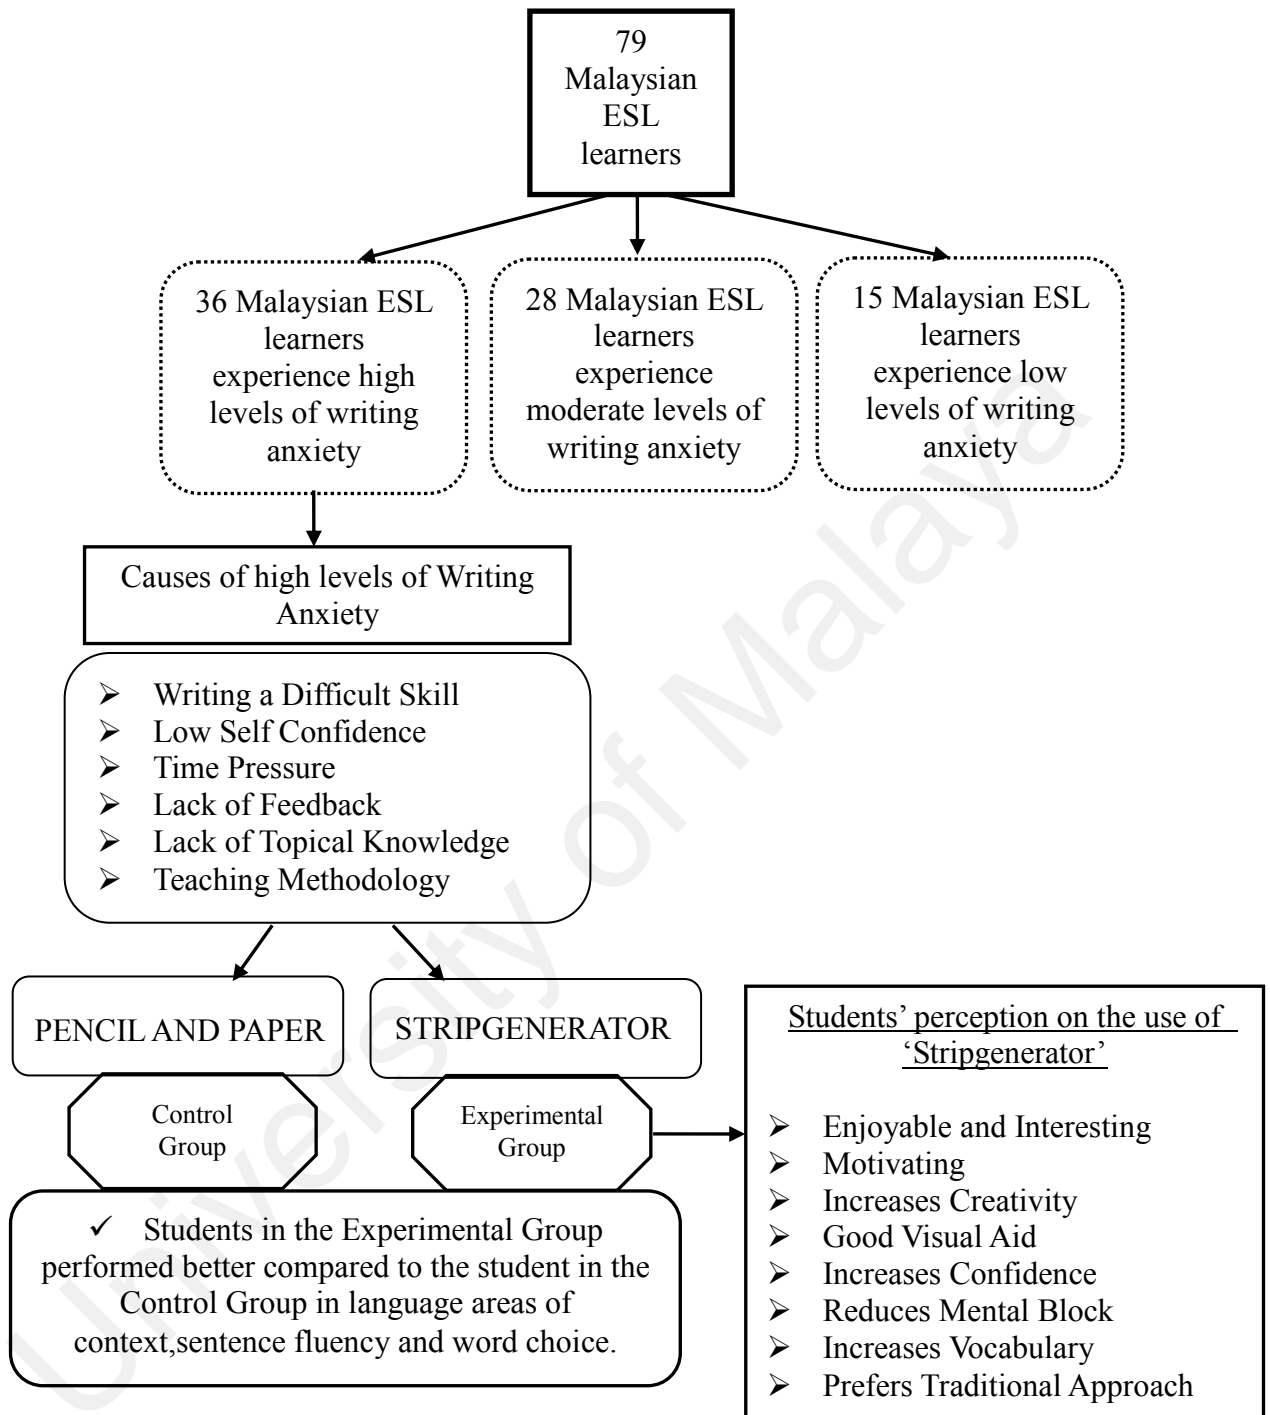 79
Malaysian
ESL
learners
36 Malaysian ESL
learners
experience high
levels of writing
anxiety
28 Malaysian ESL
learners
experience
moderate levels of
writing anxiety
15 Malaysian ESL
learners
experience low
levels of writing
anxiety
Causes of high levels of Writing
Anxiety
➢ Writing a Difficult Skill
➢ Low Self Confidence
➢ Time Pressure
➢ Lack of Feedback
➢ Lack of Topical Knowledge
➢ Teaching Methodology
PENCIL AND PAPER
STRIPGENERATOR
Control
Group
Experimental
Group
✓ Students in the Experimental Group
performed better compared to the student in the
Control Group in language areas of
context,sentence fluency and word choice.
Students’ perception on the use of
‘Stripgenerator’
➢ Enjoyable and Interesting
➢ Motivating
➢ Increases Creativity
➢ Good Visual Aid
➢ Increases Confidence
➢ Reduces Mental Block
➢ Increases Vocabulary
➢ Prefers Traditional Approach
University of Malaya